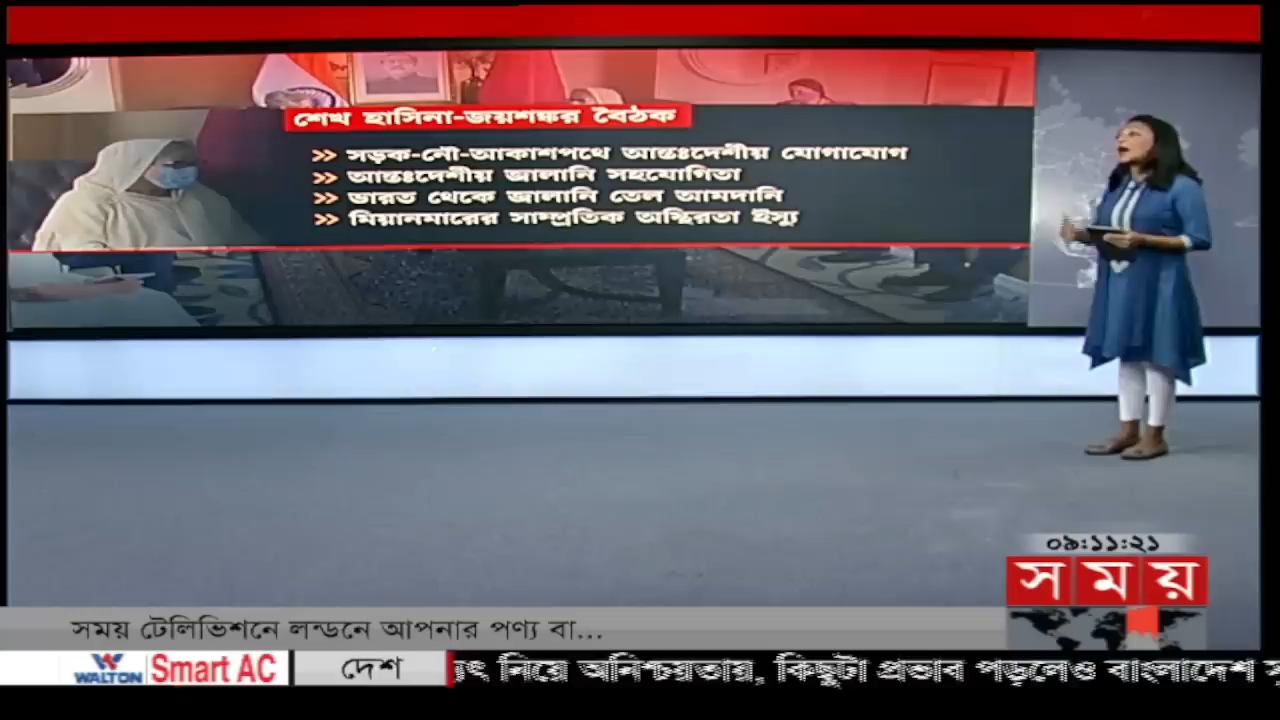 শেখ হাসিনা-জয়শঙ্কর বৈঠক
>> সড়ক-নৌ-আকাশপথে আন্তঃদেশীয় যোগাযোগ
>> আন্তঃদেশীয় জ্বালানি সহযোগিতা
>> ভারত থেকে জ্বালানি তেল আমদানি
>> মিয়ানমারের সাম্প্রতিক অস্থিরতা ইস্যু
০৯:১১:২১
সময়
সময় টেলিভিশনে লন্ডনে আপনার পণ্য বা...
WALTON Smart AC দেশ নিয়ে অনিশ্চয়তার, কিছুটা প্রভাব পড়লেও বাংলাদেশ